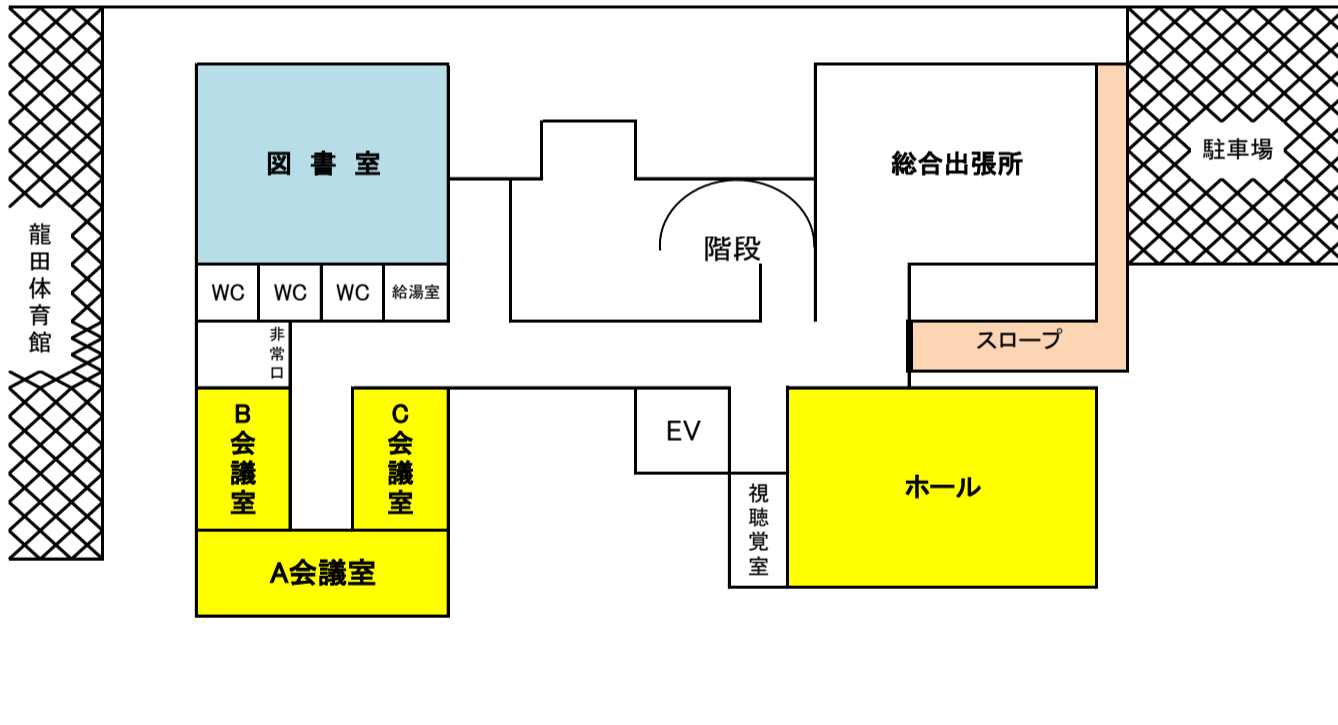 図書室
総合出張所
駐車場
龍田体育館
階段
WC
WC
WC
給湯室
非常口
スロープ
B会議室
C会議室
EV
ホール
視聴覚室
A会議室